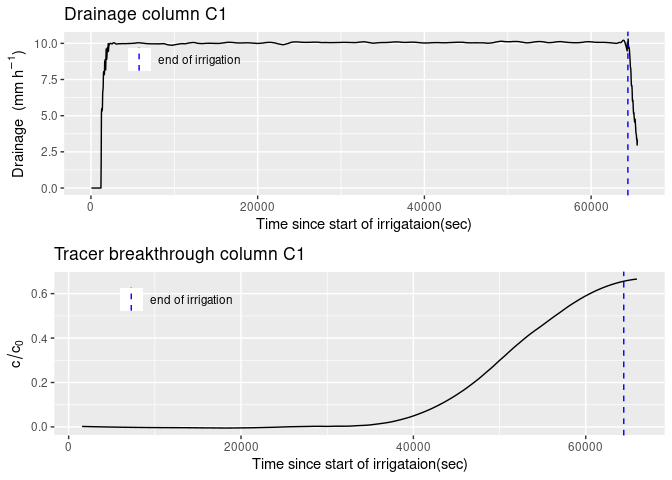 Drainage column C1
10.0
7.5
5.0
2.5
0.0
Drainage (mm h⁻¹)
end of irrigation
0 20000 40000 60000
Time since start of irrigataion(sec)
Tracer breakthrough column C1
0.6
0.4
0.2
0.0
c/c₀
end of irrigation
0 20000 40000 60000
Time since start of irrigataion(sec)